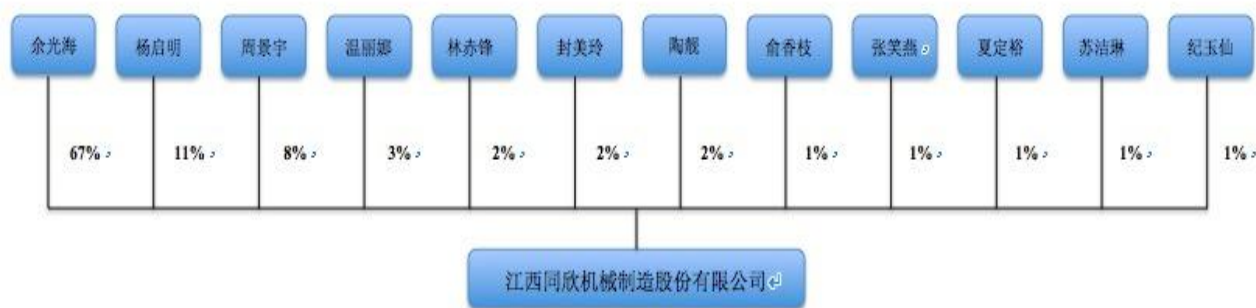 余光海 杨启明 周景宇 温丽娜 林赤锋 封美玲 陶靓 俞香枝 张笑燕 夏定裕 苏洁琳 纪玉仙
67% 11% 8% 3% 2% 2% 2% 1% 1% 1% 1% 1%
江西同欣机械制造股份有限公司